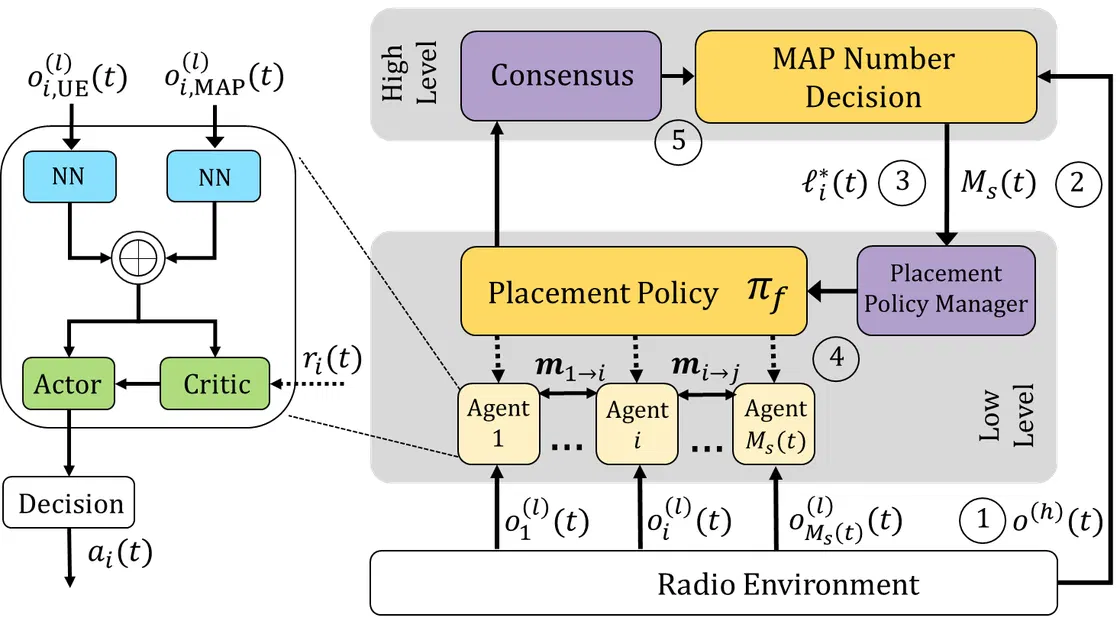 o_{i,UE}^{(l)}(t)
o_{i,MAP}^{(l)}(t)
NN
NN
Actor
Critic
r_i(t)
Decision
a_i(t)
High
Level
Consensus
MAP Number
Decision
5
ℓ_i^*(t)
3
M_s(t)
2
Placement Policy π_f
Placement
Policy Manager
4
m_{1→i}
m_{i→j}
Agent
1
...
Agent
i
...
Agent
M_s(t)
Low
Level
o_1^{(l)}(t)
o_i^{(l)}(t)
o_{M_s(t)}^{(l)}(t)
1
o^{(h)}(t)
Radio Environment